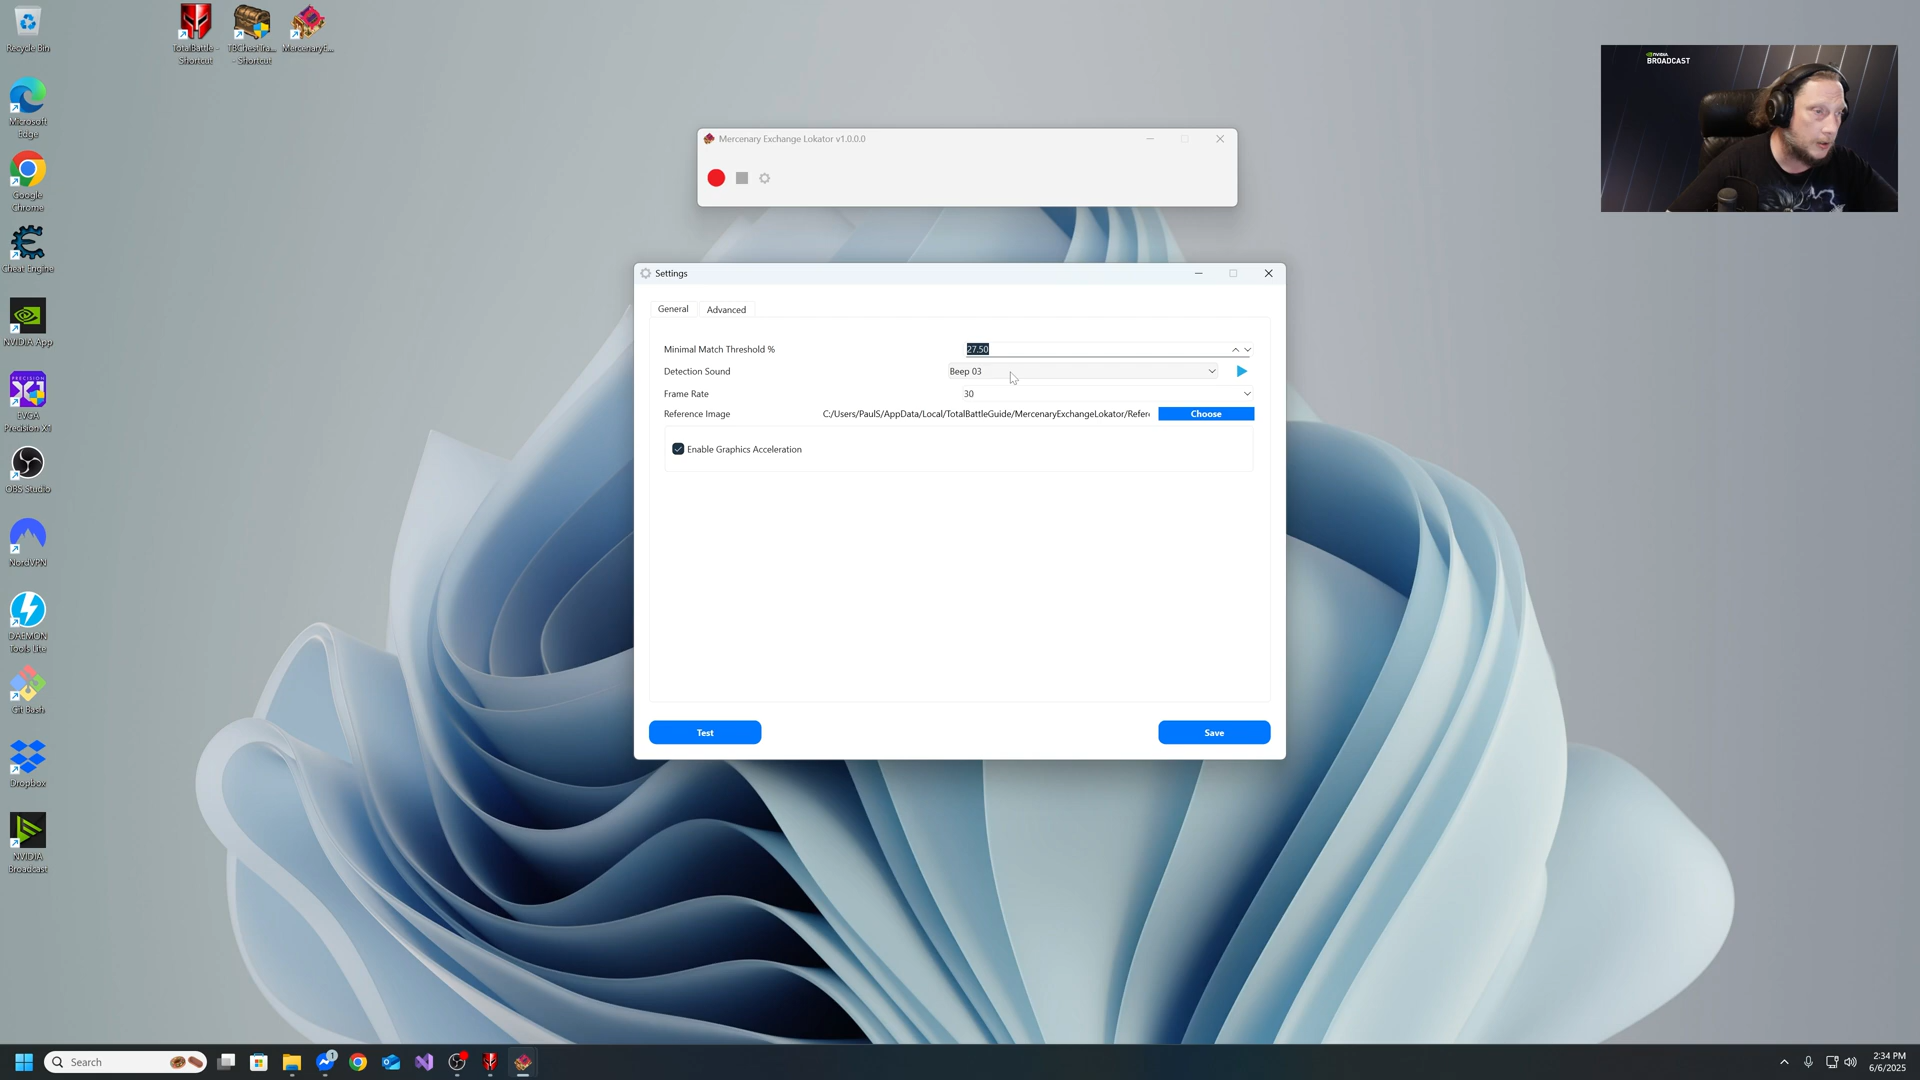 Recycle Bin
TotalBattle -
Shortcut
TBChestTra...
- Shortcut
MercenaryE...
Microsoft
Edge
Google
Chrome
Cheat Engine
NVIDIA App
EVGA
Precision X1
OBS Studio
NordVPN
DAEMON
Tools Lite
Git Bash
Dropbox
NVIDIA
Broadcast
NVIDIA
BROADCAST
Mercenary Exchange Lokator v1.0.0.0
Settings
General
Advanced
Minimal Match Threshold %
27.50
Detection Sound
Beep 03
Frame Rate
30
Reference Image
C:/Users/PaulS/AppData/Local/TotalBattleGuide/MercenaryExchangeLokator/Refere
Choose
Enable Graphics Acceleration
Test
Save
Search
1
2:34 PM
6/6/2025